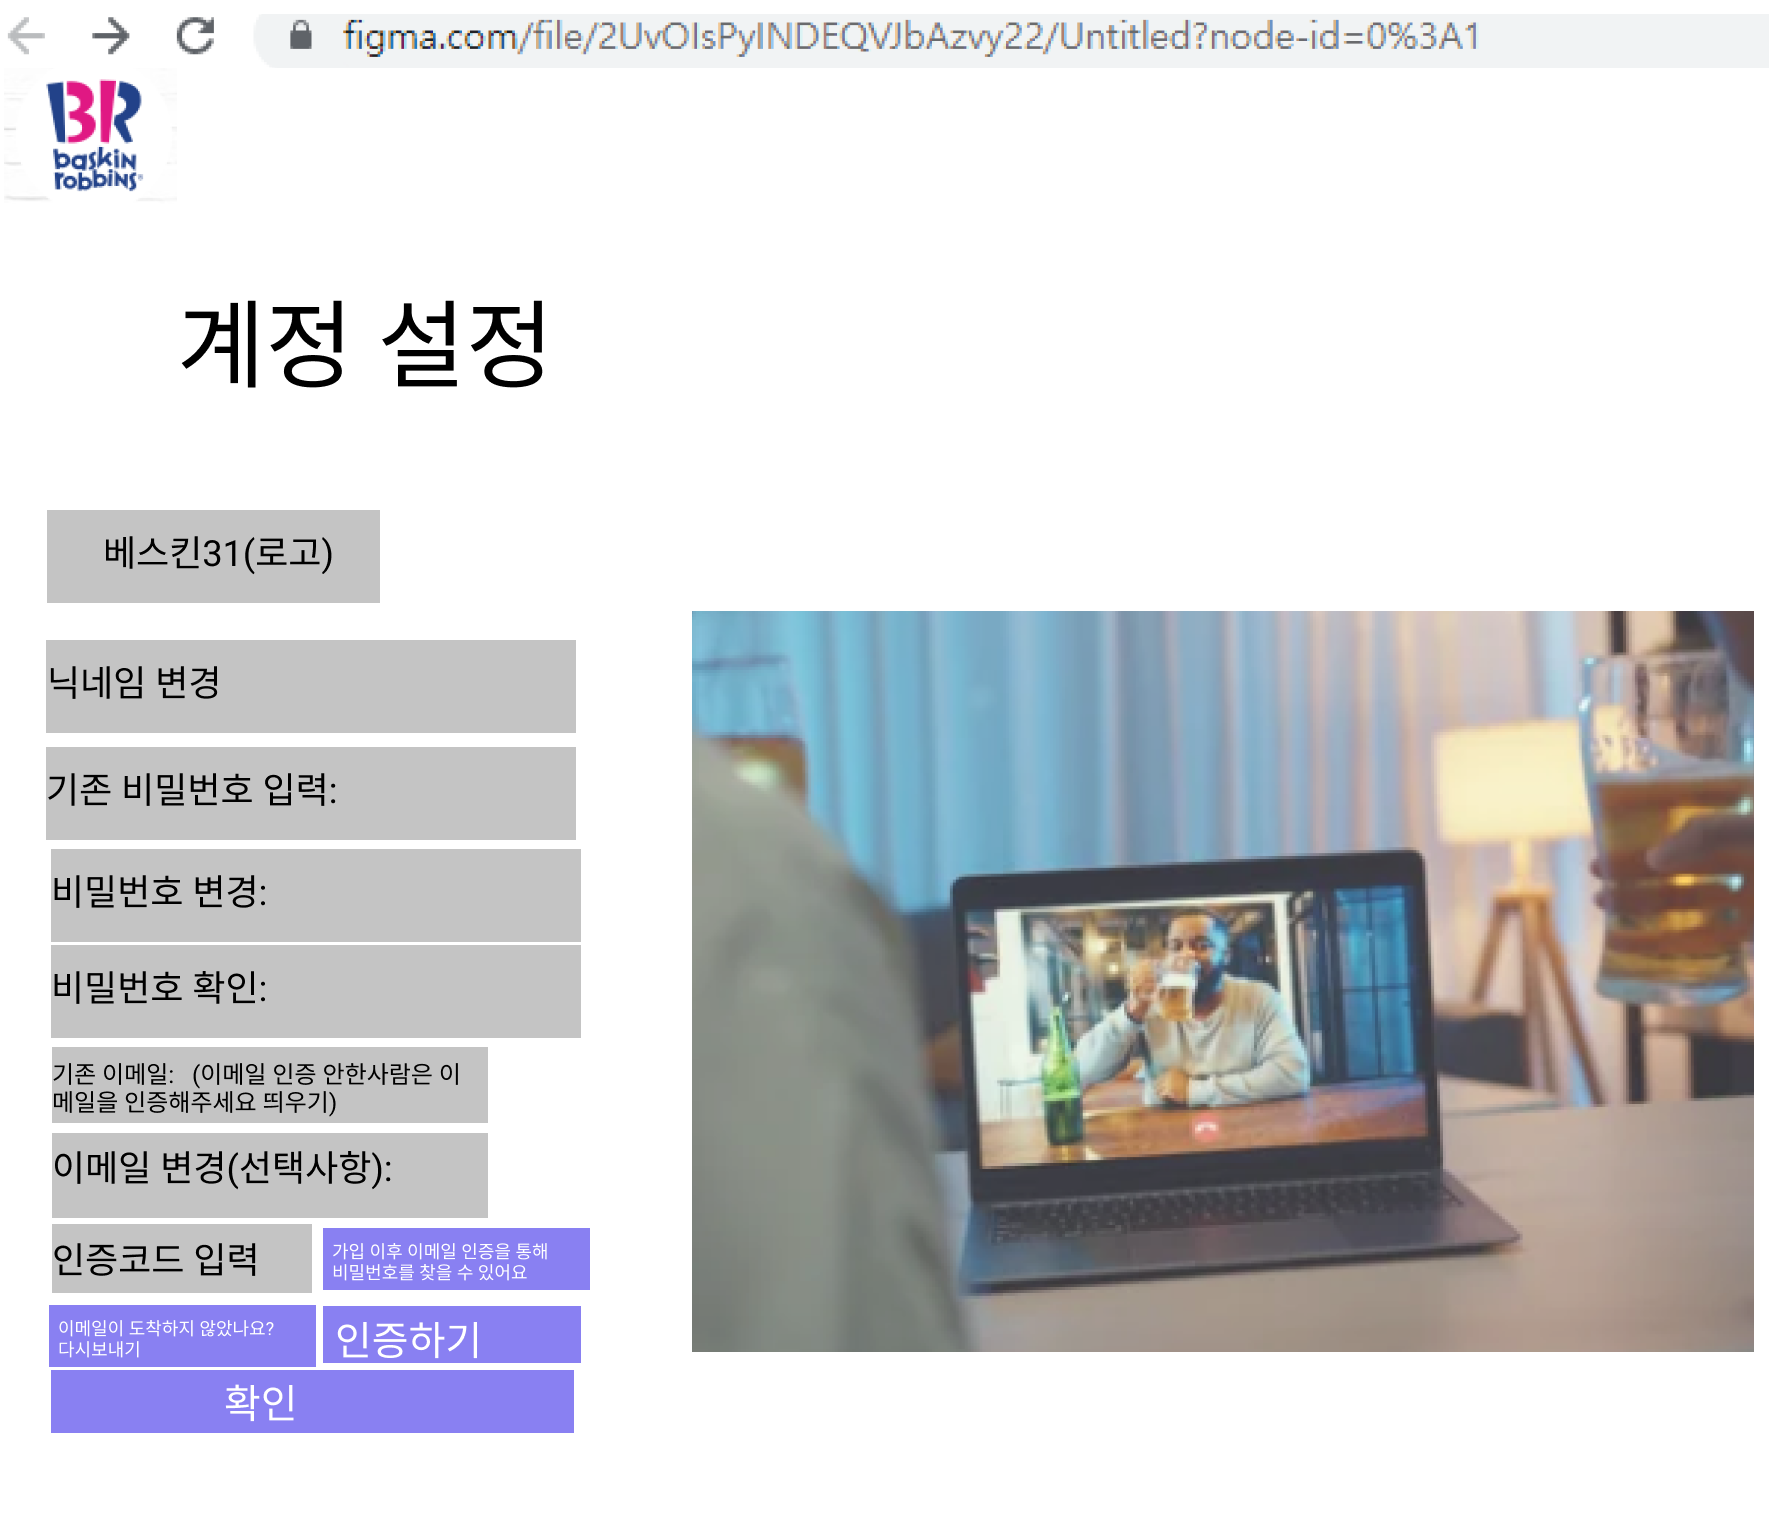 figma.com/file/2UvOIsPyINDEQVJbAzvy22/Untitled?node-id=0%3A1
BR
baskin
robbins
계정 설정
베스킨31(로고)
닉네임 변경
기존 비밀번호 입력:
비밀번호 변경:
비밀번호 확인:
기존 이메일: (이메일 인증 안한사람은 이
메일을 인증해주세요 띄우기)
이메일 변경(선택사항):
인증코드 입력
가입 이후 이메일 인증을 통해
비밀번호를 찾을 수 있어요
이메일이 도착하지 않았나요?
다시보내기
인증하기
확인